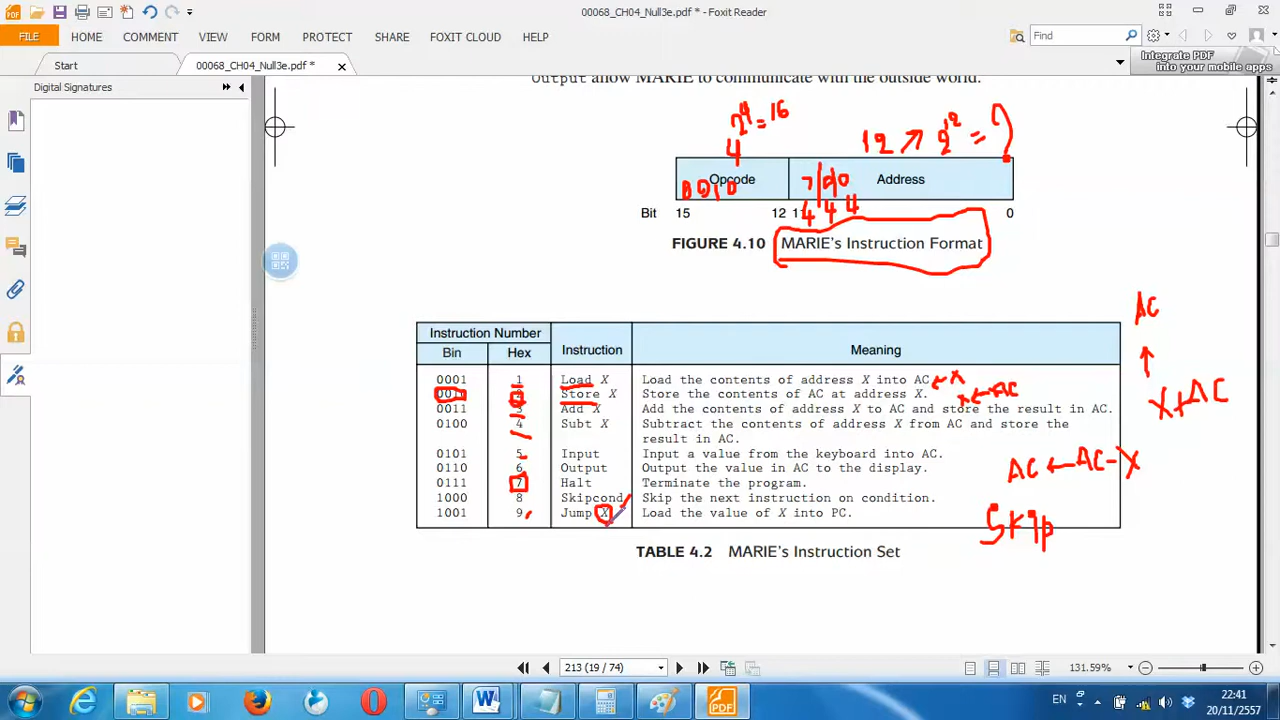 00068_CH04_Null3e.pdf * - Foxit Reader
FILE HOME COMMENT VIEW FORM PROTECT SHARE FOXIT CLOUD HELP Find
Integrate PDF
into your mobile apps
Start 00068_CH04_Null3e.pdf *
Digital Signatures
Output allow MARIE to communicate with the outside world.
2^4 = 16
4
12 ↗ 2^12 = ?
Opcode Address
4 4 4
Bit 15 12 11 0
FIGURE 4.10 MARIE's Instruction Format
Instruction Number
Bin Hex Instruction Meaning
0001 1 Load X Load the contents of address X into AC. ← X
0010 2 Store X Store the contents of AC at address X. X ← AC
0011 3 Add X Add the contents of address X to AC and store the result in AC.
0100 4 Subt X Subtract the contents of address X from AC and store the
result in AC.
0101 5 Input Input a value from the keyboard into AC.
0110 6 Output Output the value in AC to the display.
0111 7 Halt Terminate the program.
1000 8 Skipcond Skip the next instruction on condition.
1001 9 Jump X Load the value of X into PC.
AC
↑
X+AC
AC ← AC-X
Skip
TABLE 4.2 MARIE's Instruction Set
213 (19 / 74) 131.59%
EN 22:41
20/11/2557